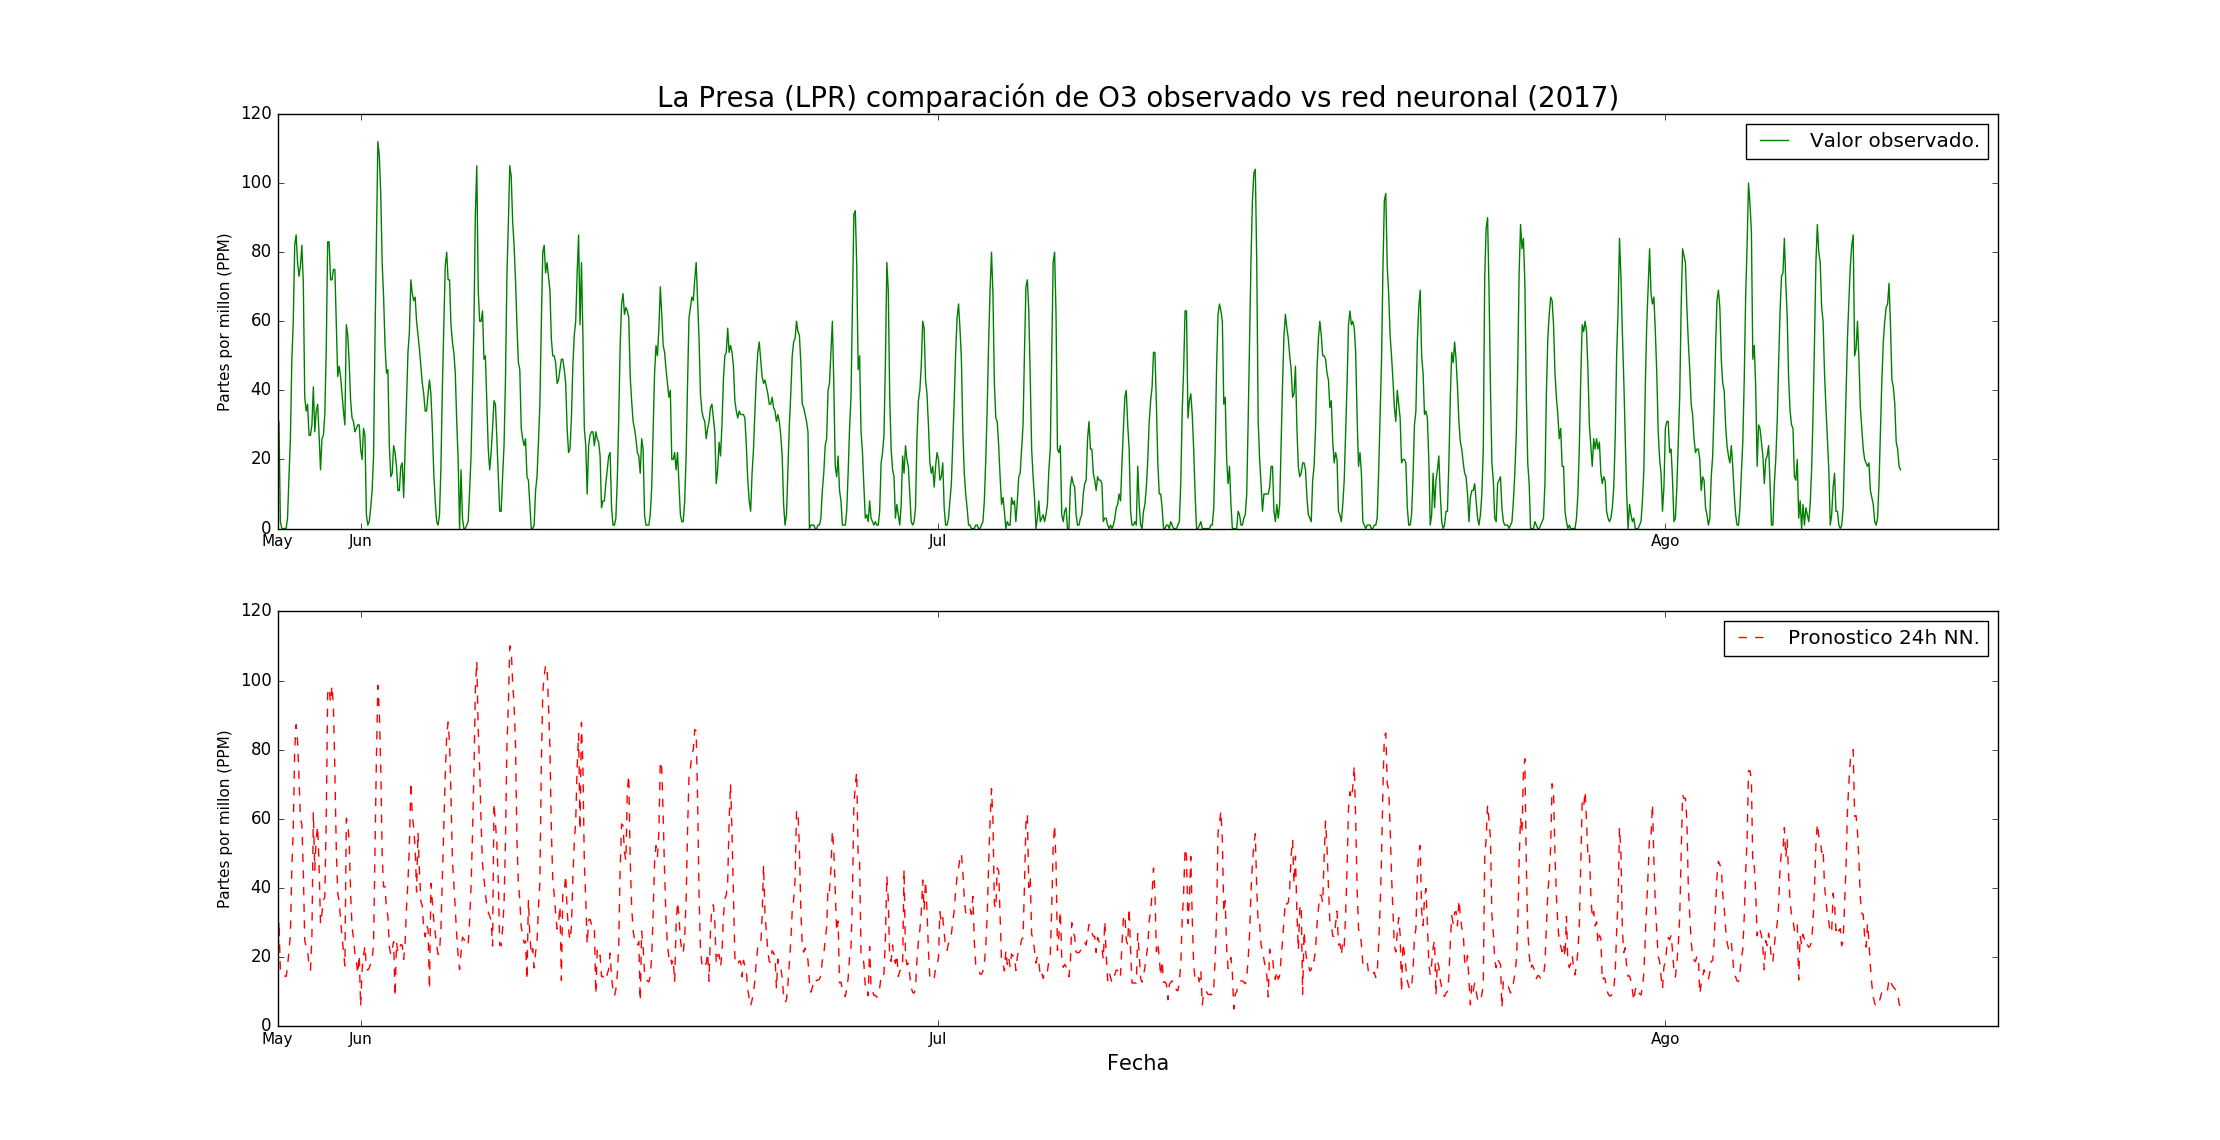 La Presa (LPR) comparación de O3 observado vs red neuronal (2017)
120
100
80
60
40
20
0
Partes por millon (PPM)
Valor observado.
May Jun Jul Ago
120
100
80
60
40
20
0
Partes por millon (PPM)
Pronostico 24h NN.
May Jun Jul Ago
Fecha